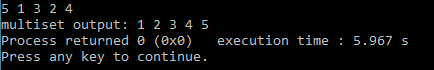 5 1 3 2 4
multiset output: 1 2 3 4 5
Process returned 0 (0x0)   execution time : 5.967 s
Press any key to continue.